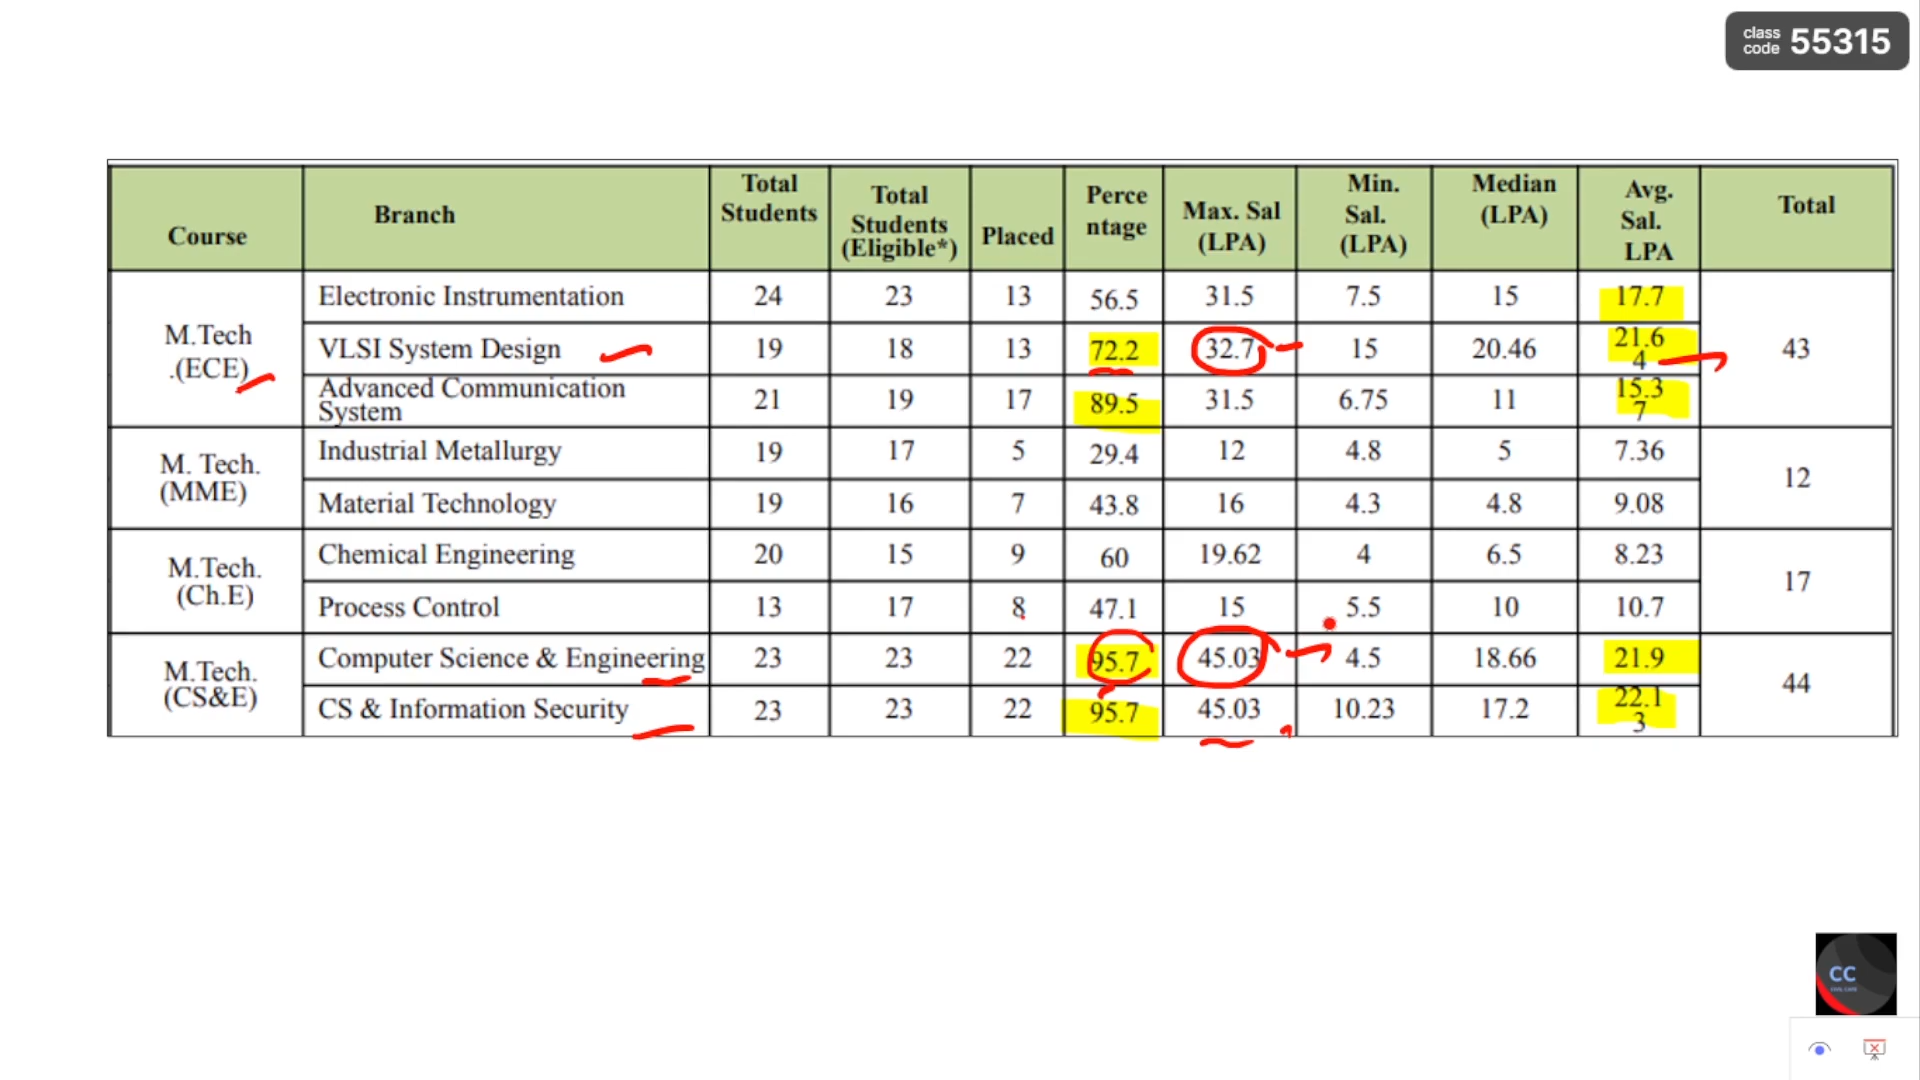 class
code 55315
Course Branch Total Students Total Students (Eligible*) Placed Perce ntage Max. Sal (LPA) Min. Sal. (LPA) Median (LPA) Avg. Sal. LPA Total
M.Tech .(ECE) Electronic Instrumentation 24 23 13 56.5 31.5 7.5 15 17.7 43
VLSI System Design 19 18 13 72.2 32.7 15 20.46 21.6 4
Advanced Communication System 21 19 17 89.5 31.5 6.75 11 15.3 7
M. Tech. (MME) Industrial Metallurgy 19 17 5 29.4 12 4.8 5 7.36 12
Material Technology 19 16 7 43.8 16 4.3 4.8 9.08
M.Tech. (Ch.E) Chemical Engineering 20 15 9 60 19.62 4 6.5 8.23 17
Process Control 13 17 8 47.1 15 5.5 10 10.7
M.Tech. (CS&E) Computer Science & Engineering 23 23 22 95.7 45.03 4.5 18.66 21.9 44
CS & Information Security 23 23 22 95.7 45.03 10.23 17.2 22.1 3
CC